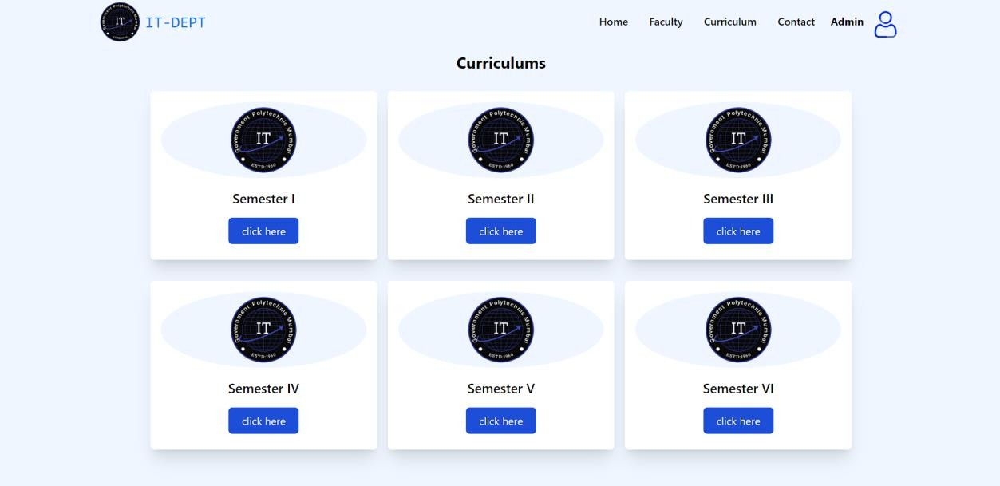 IT IT-DEPT Home Faculty Curriculum Contact Admin
Curriculums
Government Polytechnic Mumbai IT ESTD:1960
Government Polytechnic Mumbai IT ESTD:1960
Government Polytechnic Mumbai IT ESTD:1960
Semester I Semester II Semester III
click here click here click here
Government Polytechnic Mumbai IT ESTD:1960
Government Polytechnic Mumbai IT ESTD:1960
Government Polytechnic Mumbai IT ESTD:1960
Semester IV Semester V Semester VI
click here click here click here